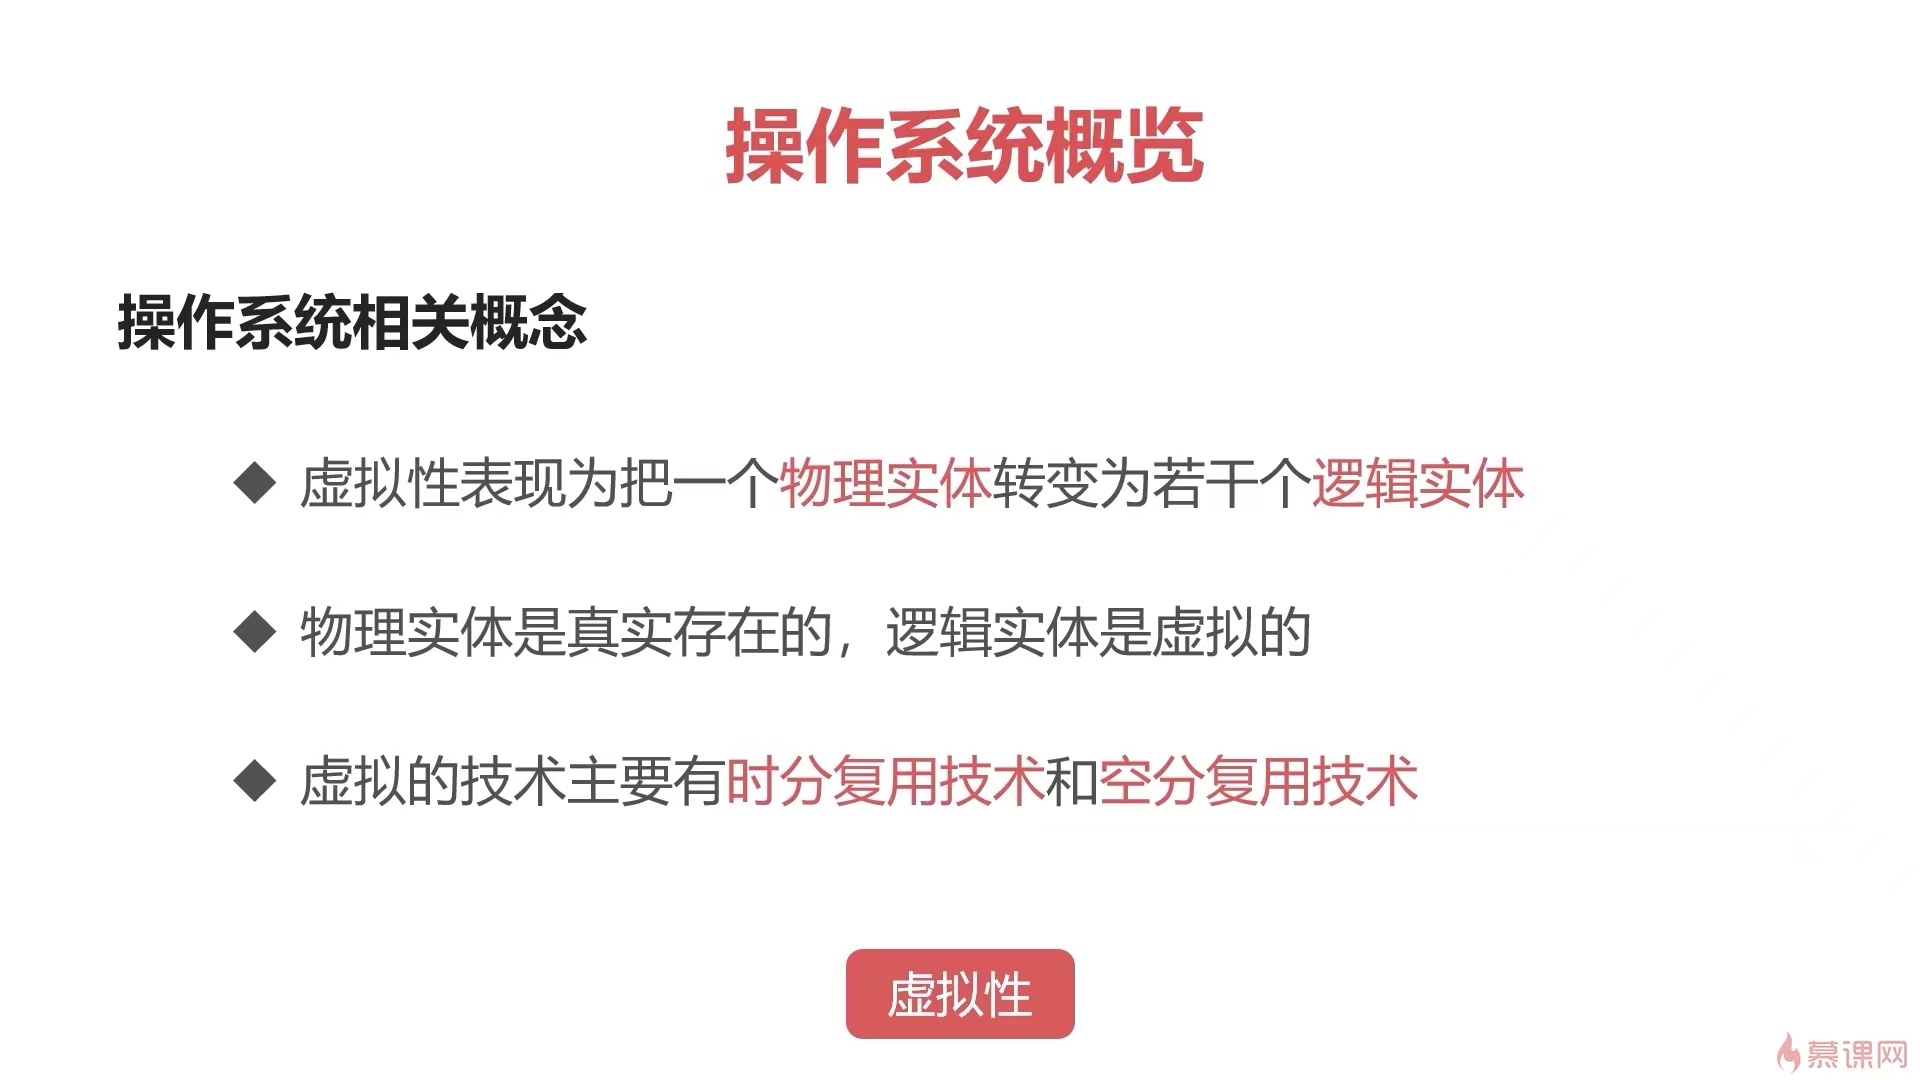 操作系统概览
操作系统相关概念
◆ 虚拟性表现为把一个物理实体转变为若干个逻辑实体
◆ 物理实体是真实存在的，逻辑实体是虚拟的
◆ 虚拟的技术主要有时分复用技术和空分复用技术
虚拟性
慕课网